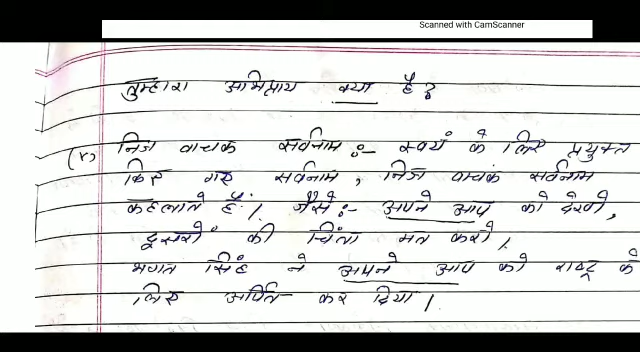 Scanned with CamScanner
तुम्हारा अभिप्राय क्या है?
(v) निज वाचक सर्वनाम :- स्वयं के लिए प्रयुक्त
किए गए सर्वनाम, निज वाचक सर्वनाम
कहलाते हैं। जैसे :- अपने आप को देखो,
दूसरों की चिंता मत करो।
भगत सिंह ने अपने आप को राष्ट्र के
लिए अर्पित कर दिया।